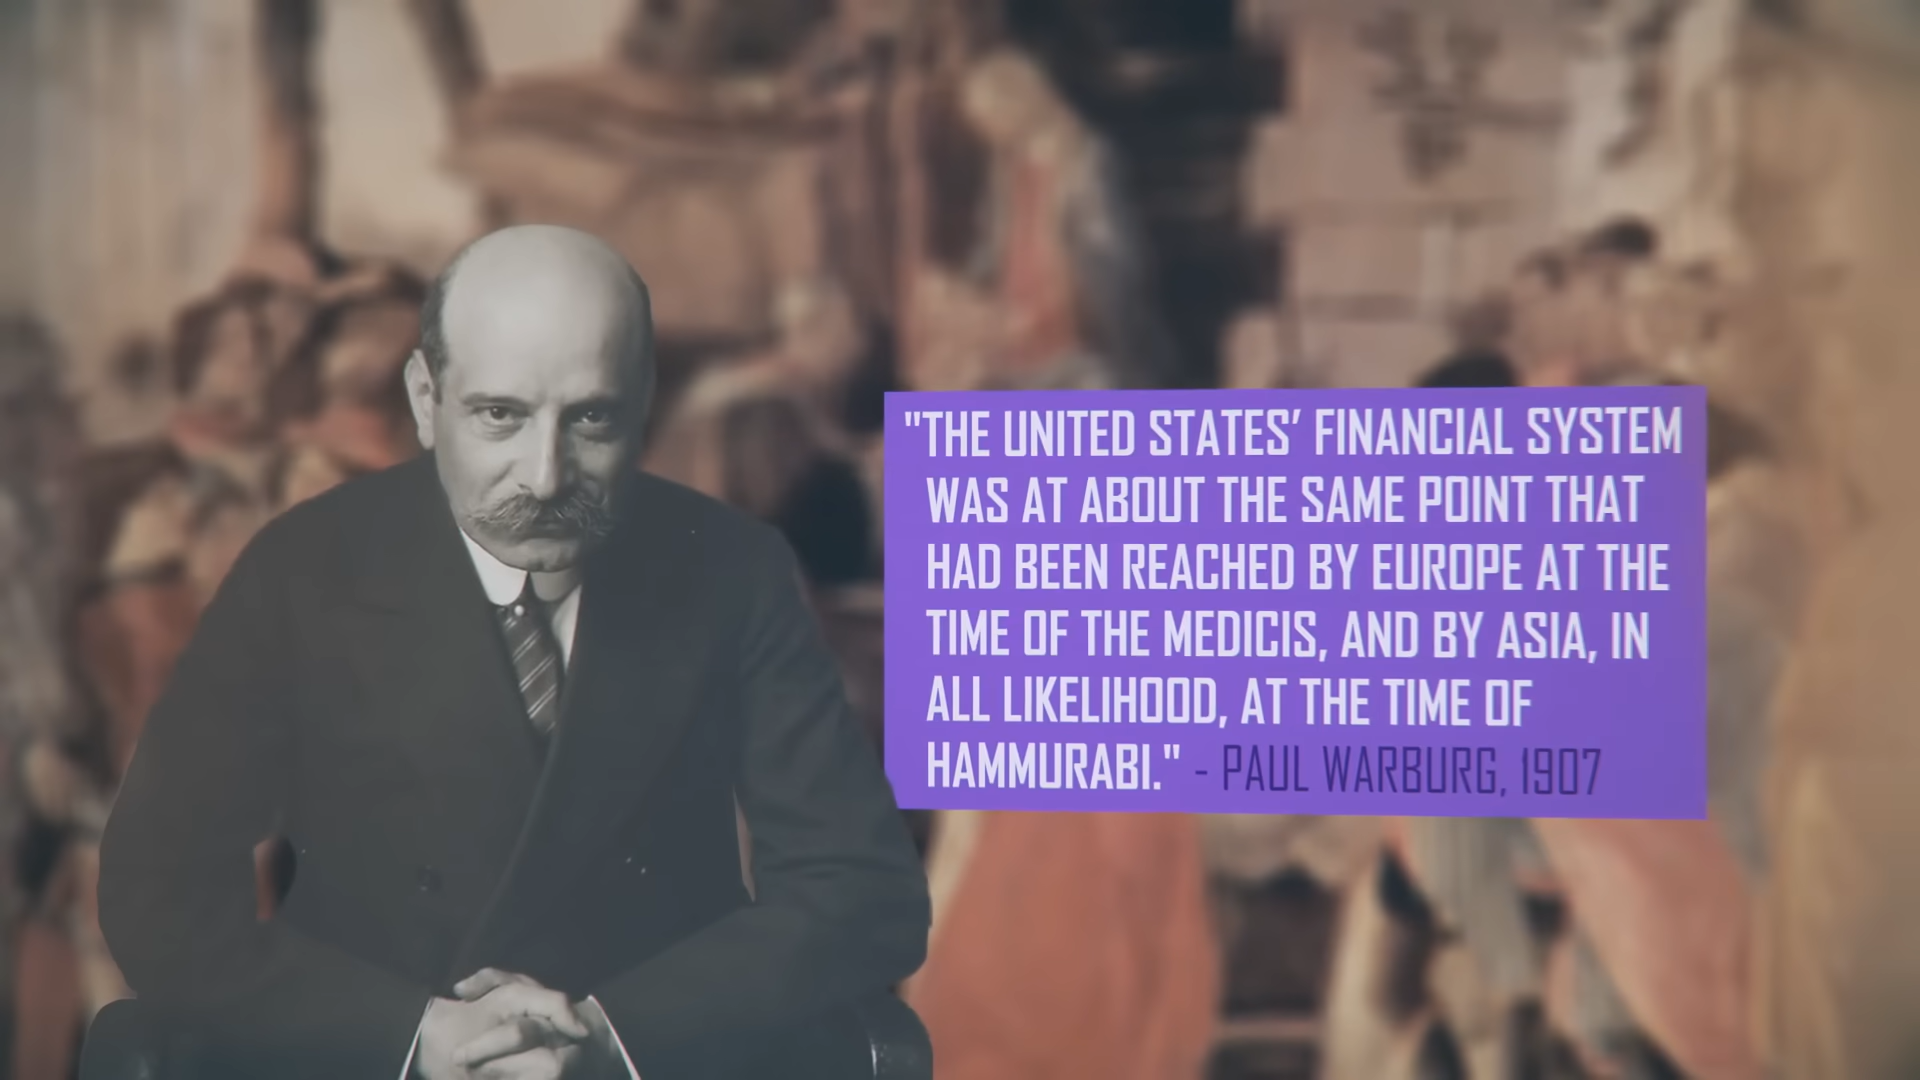 "THE UNITED STATES’ FINANCIAL SYSTEM
WAS AT ABOUT THE SAME POINT THAT
HAD BEEN REACHED BY EUROPE AT THE
TIME OF THE MEDICIS, AND BY ASIA, IN
ALL LIKELIHOOD, AT THE TIME OF
HAMMURABI." - PAUL WARBURG, 1907